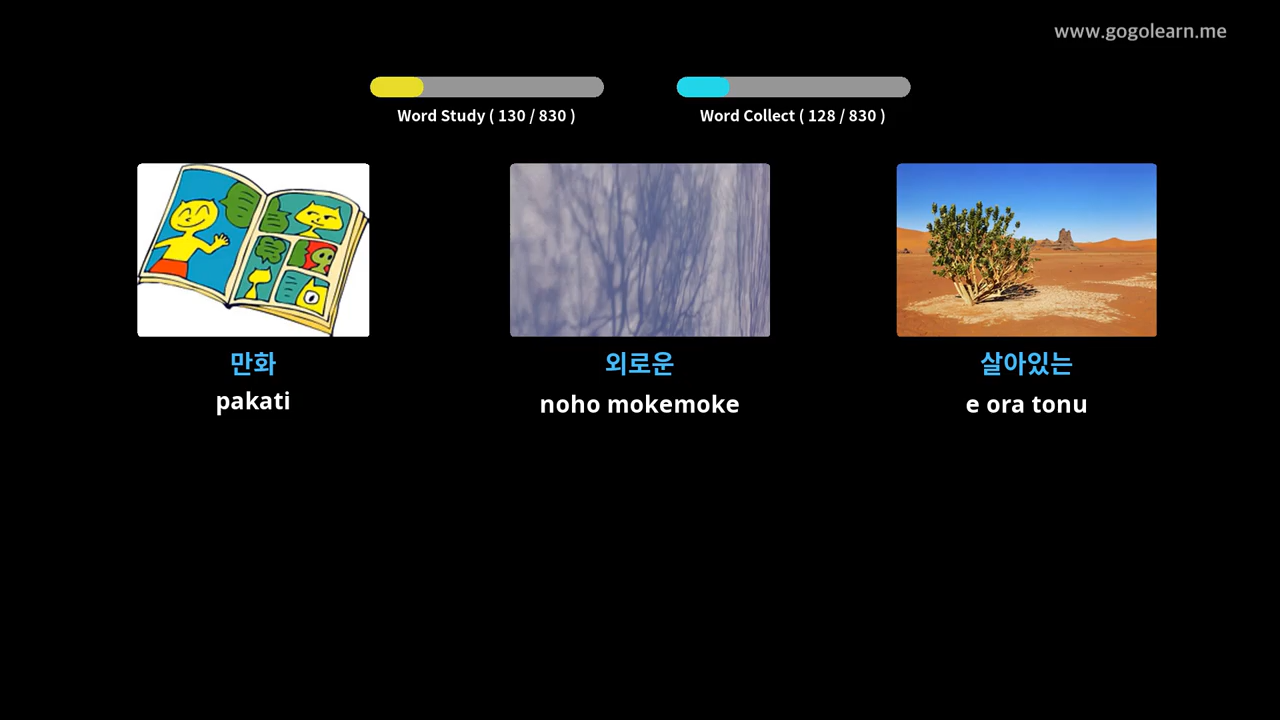 www.gogolearn.me
Word Study ( 130 / 830 )
Word Collect ( 128 / 830 )
만화
pakati
외로운
noho mokemoke
살아있는
e ora tonu